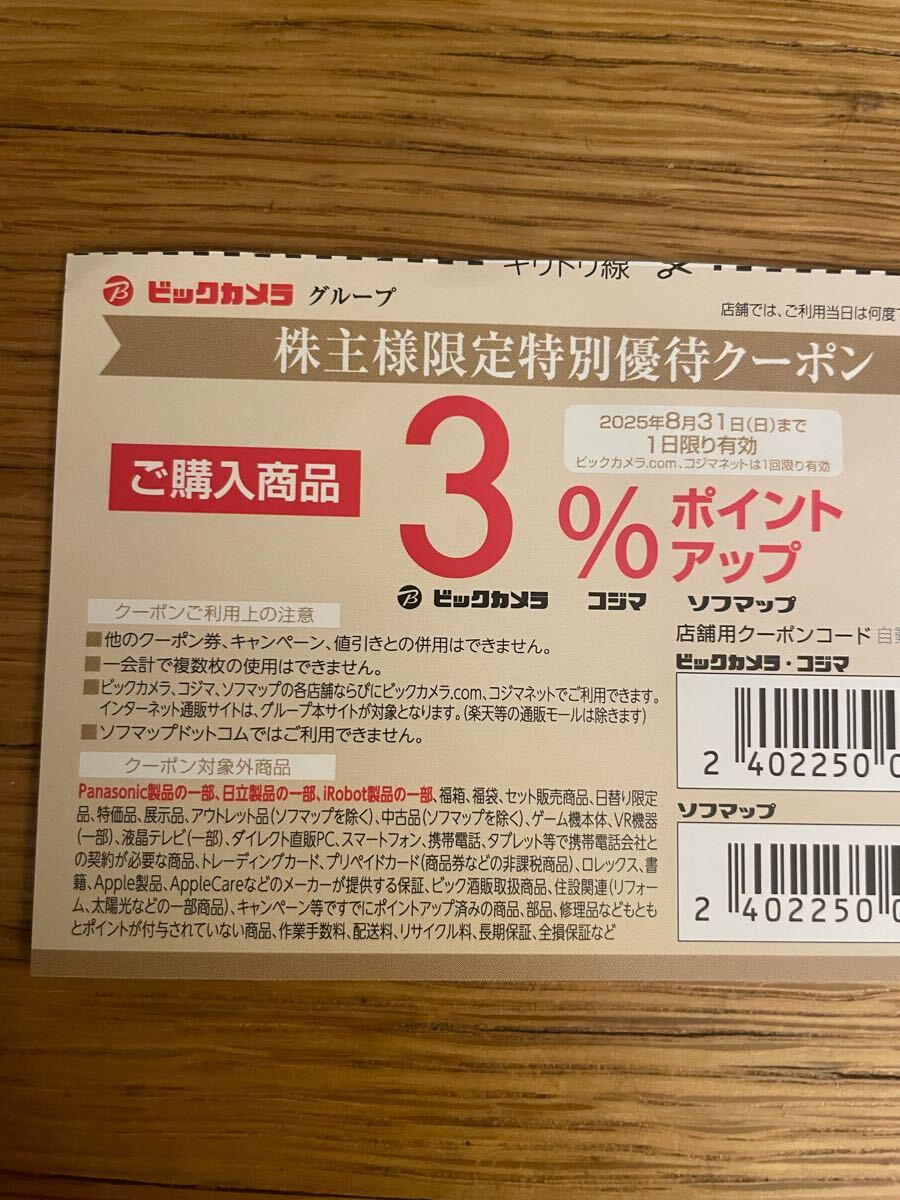 キリトリ線
ビックカメラ グループ
店舗では、ご利用当日は何度
株主様限定特別優待クーポン
2025年8月31日(日)まで
1日限り有効
ビックカメラ.com、コジマネットは1回限り有効
ご購入商品
3%ポイント
アップ
ビックカメラ コジマ ソフマップ
クーポンご利用上の注意
■他のクーポン券、キャンペーン、値引きとの併用はできません。
■一会計で複数枚の使用はできません。
■ビックカメラ、コジマ、ソフマップの各店舗ならびにビックカメラ.com、コジマネットでご利用できます。
インターネット通販サイトは、グループ本サイトが対象となります。(楽天等の通販モールは除きます)
■ソフマップドットコムではご利用できません。
クーポン対象外商品
Panasonic製品の一部、日立製品の一部、iRobot製品の一部、福箱、福袋、セット販売商品、日替り限定
品、特価品、展示品、アウトレット品(ソフマップを除く)、中古品(ソフマップを除く)、ゲーム機本体、VR機器
(一部)、液晶テレビ(一部)、ダイレクト直販PC、スマートフォン、携帯電話、タブレット等で携帯電話会社と
の契約が必要な商品、トレーディングカード、プリペイドカード(商品券などの非課税商品)、ロレックス、書
籍、Apple製品、AppleCareなどのメーカーが提供する保証、ビック酒販取扱商品、住設関連(リフォー
ム、太陽光などの一部商品)、キャンペーン等ですでにポイントアップ済みの商品、部品、修理品などもとも
とポイントが付与されていない商品、作業手数料、配送料、リサイクル料、長期保証、全損保証など
店舗用クーポンコード 自動
ビックカメラ・コジマ
2 402250 0
ソフマップ
2 402250 0